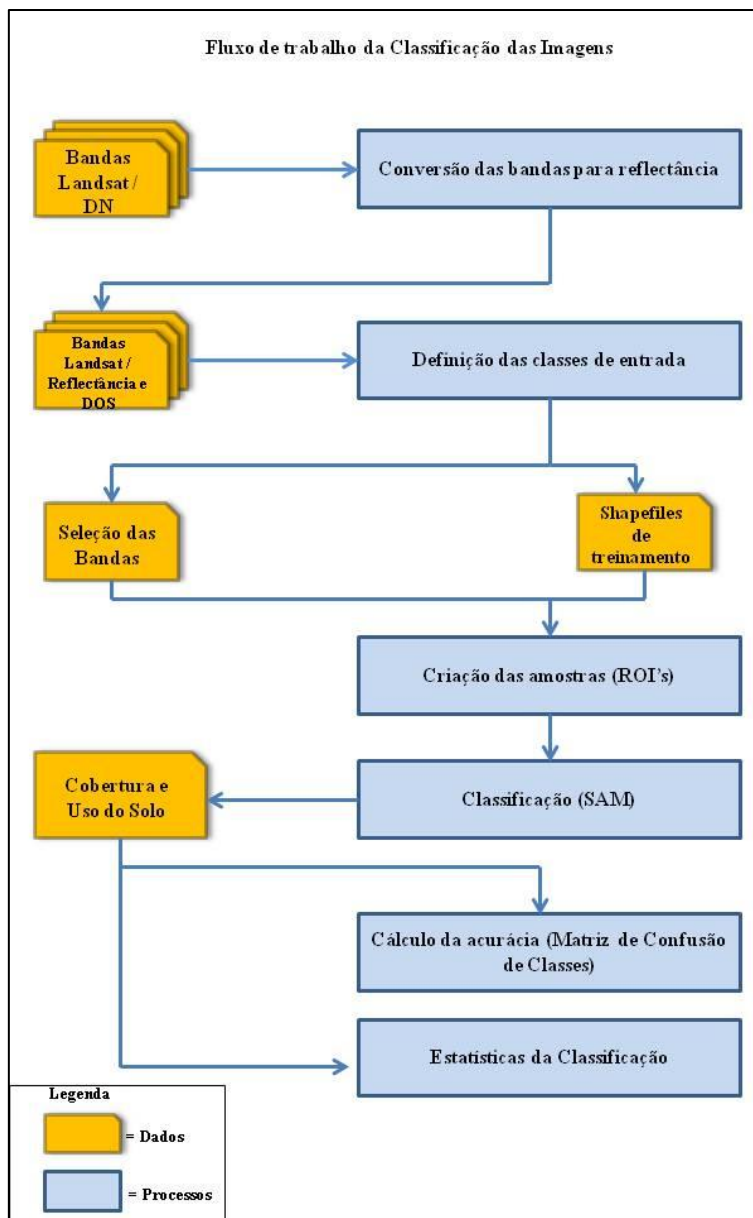 Fluxo de trabalho da Classificação das Imagens
Bandas
Landsat /
DN
Conversão das bandas para reflectância
Bandas
Landsat /
Reflectância e
DOS
Definição das classes de entrada
Seleção das
Bandas
Shapefiles
de
treinamento
Criação das amostras (ROI's)
Cobertura e
Uso do Solo
Classificação (SAM)
Cálculo da acurácia (Matriz de Confusão
de Classes)
Estatísticas da Classificação
Legenda
= Dados
= Processos